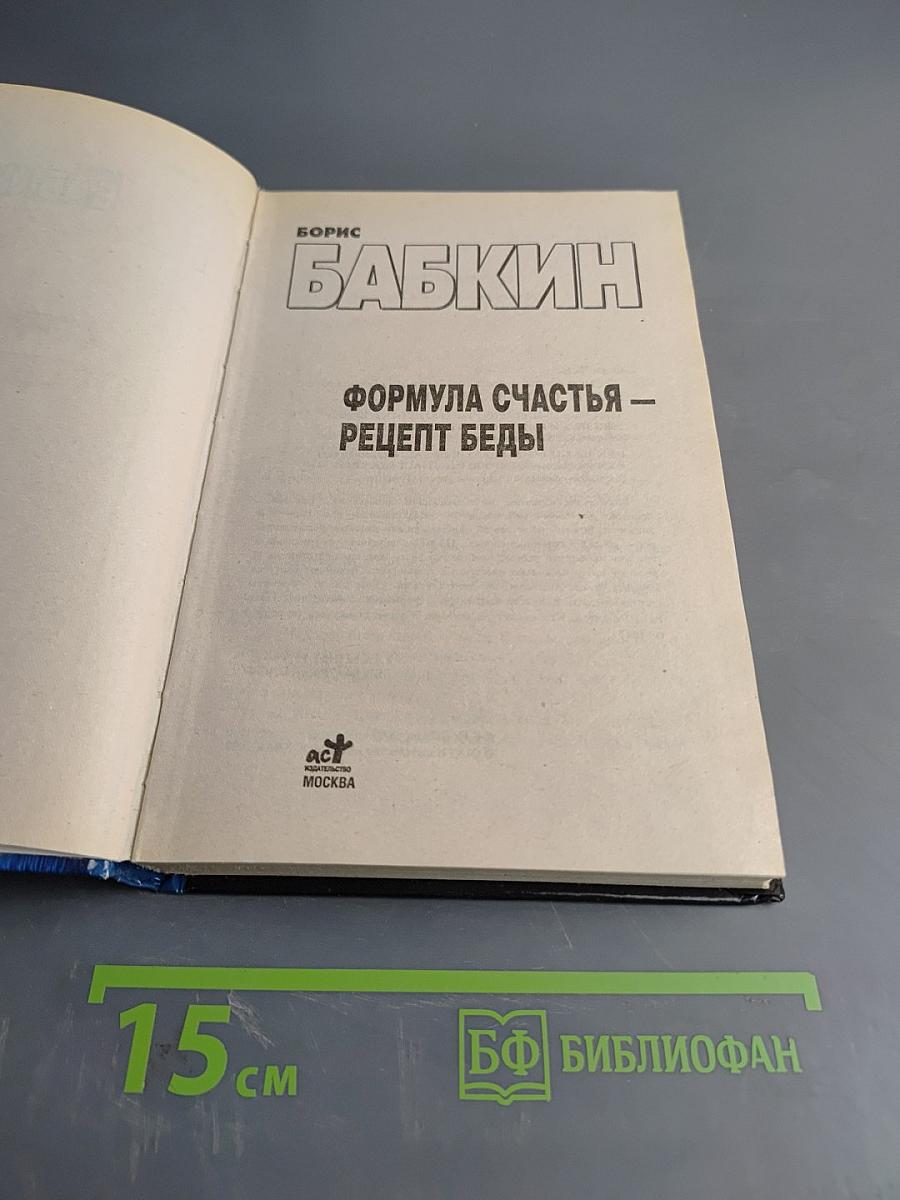 БОРИС
БАБКИН
ФОРМУЛА СЧАСТЬЯ —
РЕЦЕПТ БЕДЫ
аст
ИЗДАТЕЛЬСТВО
МОСКВА
15 см
БФ БИБЛИОФАН